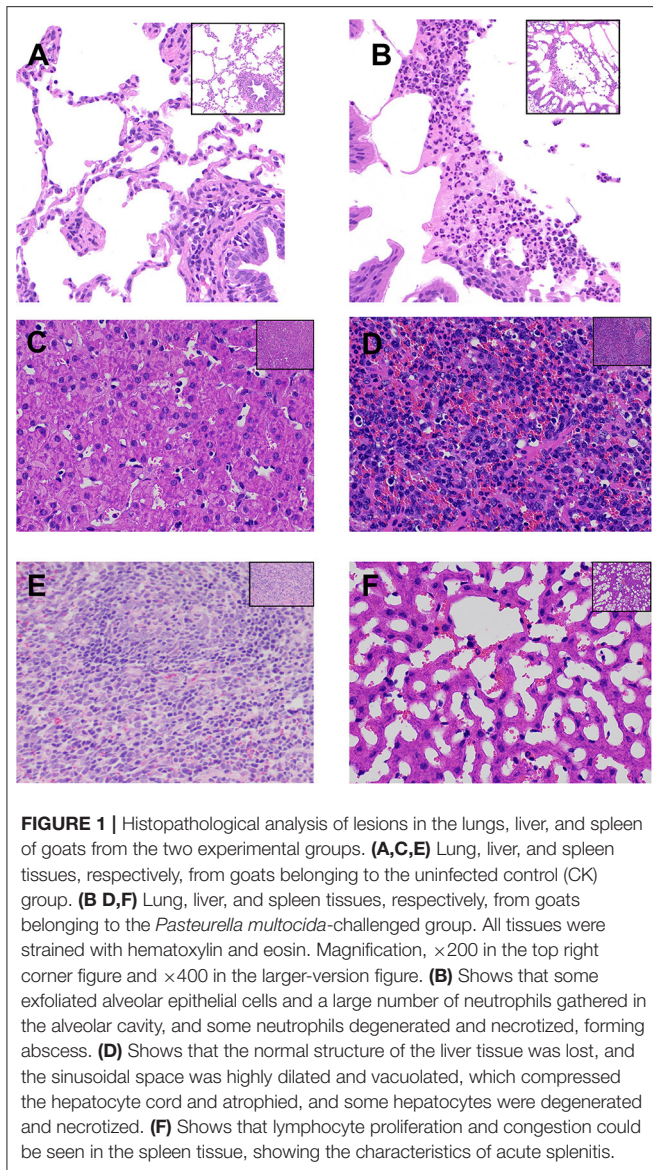 A
B
C
D
E
F
FIGURE 1 | Histopathological analysis of lesions in the lungs, liver, and spleen
of goats from the two experimental groups. (A,C,E) Lung, liver, and spleen
tissues, respectively, from goats belonging to the uninfected control (CK)
group. (B D,F) Lung, liver, and spleen tissues, respectively, from goats
belonging to the Pasteurella multocida-challenged group. All tissues were
strained with hematoxylin and eosin. Magnification, ×200 in the top right
corner figure and ×400 in the larger-version figure. (B) Shows that some
exfoliated alveolar epithelial cells and a large number of neutrophils gathered in
the alveolar cavity, and some neutrophils degenerated and necrotized, forming
abscess. (D) Shows that the normal structure of the liver tissue was lost, and
the sinusoidal space was highly dilated and vacuolated, which compressed
the hepatocyte cord and atrophied, and some hepatocytes were degenerated
and necrotized. (F) Shows that lymphocyte proliferation and congestion could
be seen in the spleen tissue, showing the characteristics of acute splenitis.